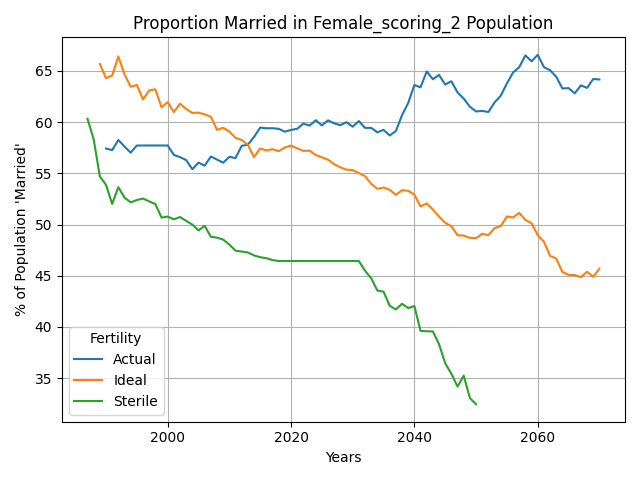 Proportion Married in Female_scoring_2 Population
% of Population 'Married'
65
60
55
50
45
40
35
Fertility
Actual
Ideal
Sterile
2000
2020
2040
2060
Years